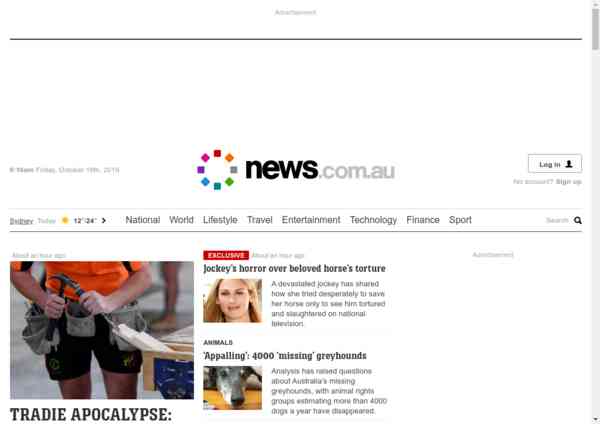 Advertisement
Friday, October 18th, 2019
news.com.au
Log in
No account? Sign up
Sydney Today 12°/24° National World Lifestyle Travel Entertainment Technology Finance Sport Search
About an hour ago
EXCLUSIVE About an hour ago
Advertisement
Jockey's horror over beloved horse's torture
A devastated jockey has shared
how she tried desperately to save
her horse only to see him tortured
and slaughtered on national
television.
ANIMALS
'Appalling': 4000 'missing' greyhounds
Analysis has raised questions
about Australia's missing
greyhounds, with animal rights
groups estimating more than 4000
dogs a year have disappeared.
TRADIE APOCALYPSE: